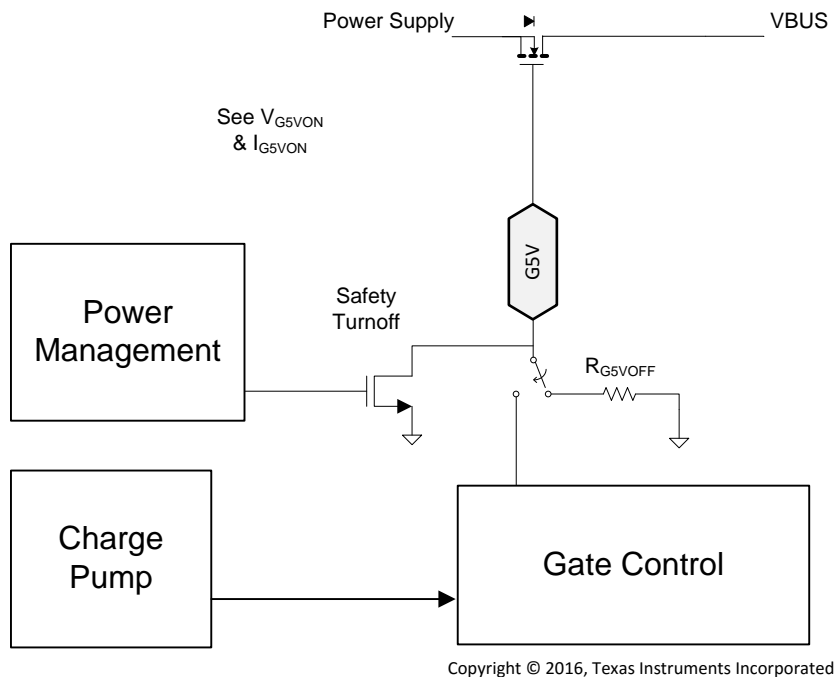 Power Supply
VBUS
See VG5VON
& IG5VON
G5V
Power
Management
Safety
Turnoff
RG5VOFF
Charge
Pump
Gate Control
Copyright © 2016, Texas Instruments Incorporated